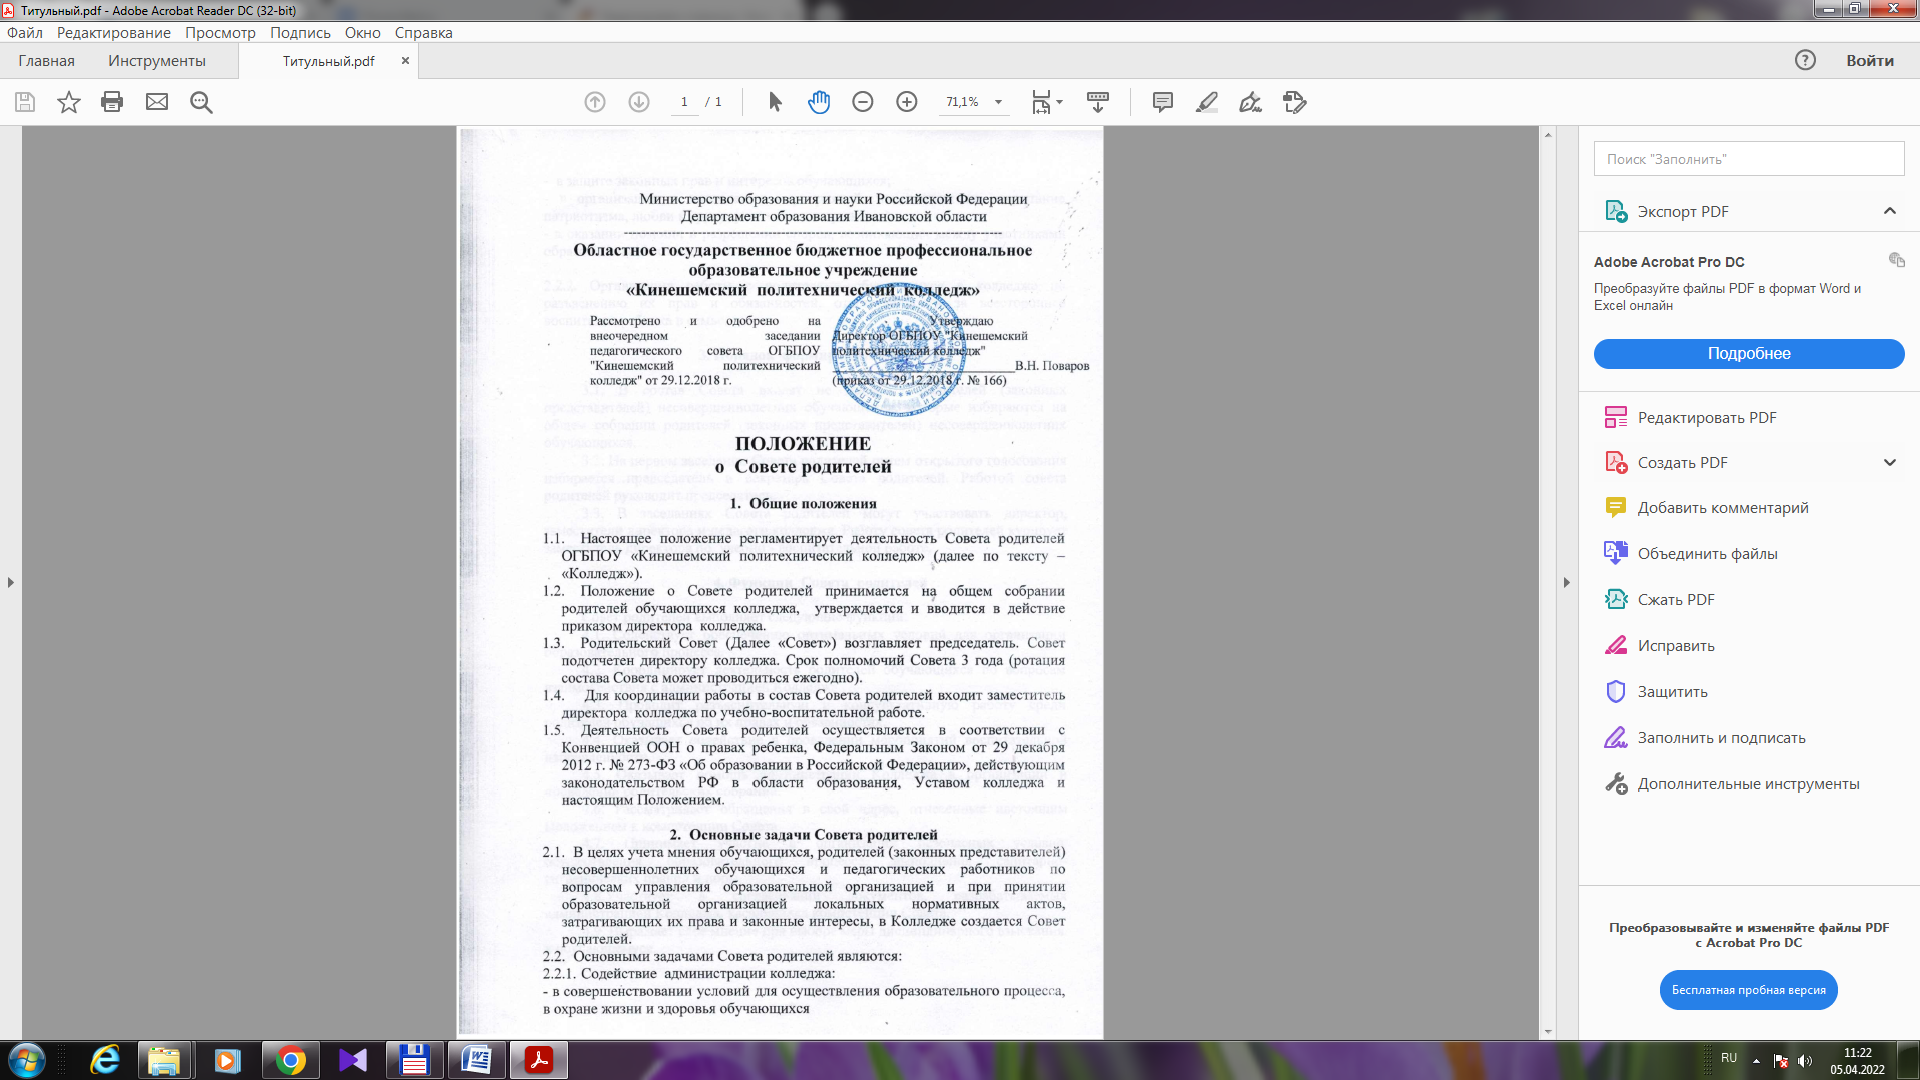 Титульный.pdf - Adobe Acrobat Reader DC (32-bit)
Файл Редактирование Просмотр Подпись Окно Справка
Главная Инструменты Титульный.pdf Войти
1 / 1 71,1%
Министерство образования и науки Российской Федерации
Департамент образования Ивановской области
Областное государственное бюджетное профессиональное
образовательное учреждение
«Кинешемский политехнический колледж»
Рассмотрено и одобрено на
внеочередном заседании
педагогического совета ОГБПОУ
"Кинешемский политехнический
колледж" от 29.12.2018 г.
Утверждаю
Директор ОГБПОУ "Кинешемский
политехнический колледж"
В.Н. Поваров
(приказ от 29.12.2018 г. № 166)
ПОЛОЖЕНИЕ
о Совете родителей
1. Общие положения
1.1. Настоящее положение регламентирует деятельность Совета родителей
ОГБПОУ «Кинешемский политехнический колледж» (далее по тексту –
«Колледж»).
1.2. Положение о Совете родителей принимается на общем собрании
родителей обучающихся колледжа, утверждается и вводится в действие
приказом директора колледжа.
1.3. Родительский Совет (Далее «Совет») возглавляет председатель. Совет
подотчетен директору колледжа. Срок полномочий Совета 3 года (ротация
состава Совета может проводиться ежегодно).
1.4. Для координации работы в состав Совета родителей входит заместитель
директора колледжа по учебно-воспитательной работе.
1.5. Деятельность Совета родителей осуществляется в соответствии с
Конвенцией ООН о правах ребенка, Федеральным Законом от 29 декабря
2012 г. № 273-ФЗ «Об образовании в Российской Федерации», действующим
законодательством РФ в области образования, Уставом колледжа и
настоящим Положением.
2. Основные задачи Совета родителей
2.1. В целях учета мнения обучающихся, родителей (законных представителей)
несовершеннолетних обучающихся и педагогических работников по
вопросам управления образовательной организацией и при принятии
образовательной организацией локальных нормативных актов,
затрагивающих их права и законные интересы, в Колледже создается Совет
родителей.
2.2. Основными задачами Совета родителей являются:
2.2.1. Содействие администрации колледжа:
- в совершенствовании условий для осуществления образовательного процесса,
в охране жизни и здоровья обучающихся
Поиск "Заполнить"
Экспорт PDF
Adobe Acrobat Pro DC
Преобразуйте файлы PDF в формат Word и
Excel онлайн
Подробнее
Редактировать PDF
Создать PDF
Добавить комментарий
Объединить файлы
Сжать PDF
Исправить
Защитить
Заполнить и подписать
Дополнительные инструменты
Преобразовывайте и изменяйте файлы PDF
с Acrobat Pro DC
Бесплатная пробная версия
RU
11:22
05.04.2022